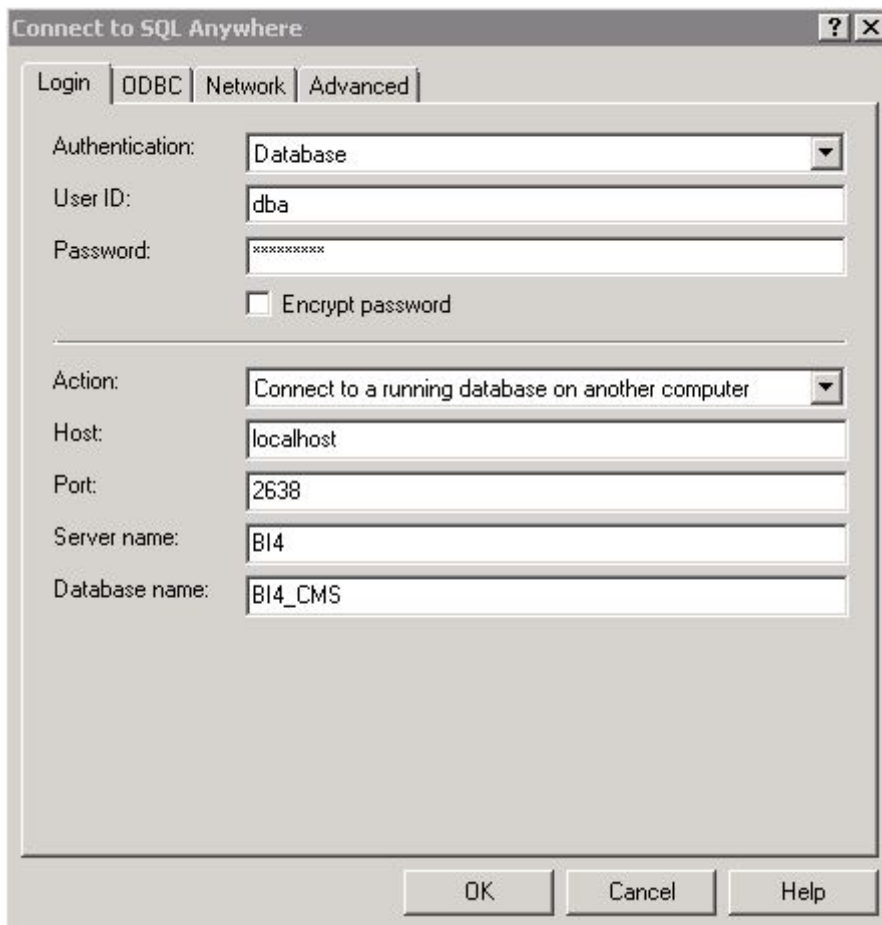 Connect to SQL Anywhere
Login ODBC Network Advanced
Authentication: Database
User ID: dba
Password: *********
Encrypt password
Action: Connect to a running database on another computer
Host: localhost
Port: 2638
Server name: BI4
Database name: BI4_CMS
OK Cancel Help